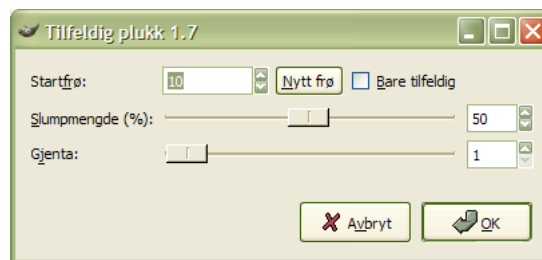 Tilfeldig plukk 1.7
Startfrø: 10 Nytt frø Bare tilfeldig
Slumpmengde (%): 50
Gjenta: 1
Avbryt OK